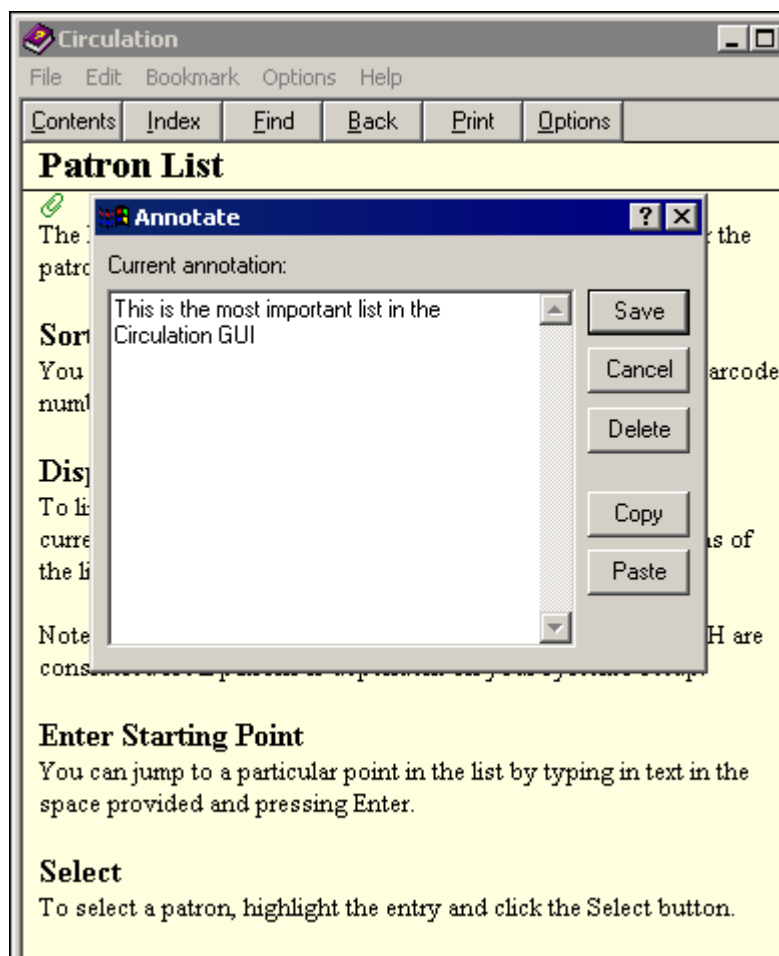 Circulation
File Edit Bookmark Options Help
Contents Index Find Back Print Options
Patron List
Annotate
The
the
patro
Current annotation:
This is the most important list in the
Circulation GUI
Save
Cancel
Delete
Copy
Paste
Sort
You
arcode
numb
Disp
To li
curre
is of
the li
Note
H are
Enter Starting Point
You can jump to a particular point in the list by typing in text in the
space provided and pressing Enter.
Select
To select a patron, highlight the entry and click the Select button.